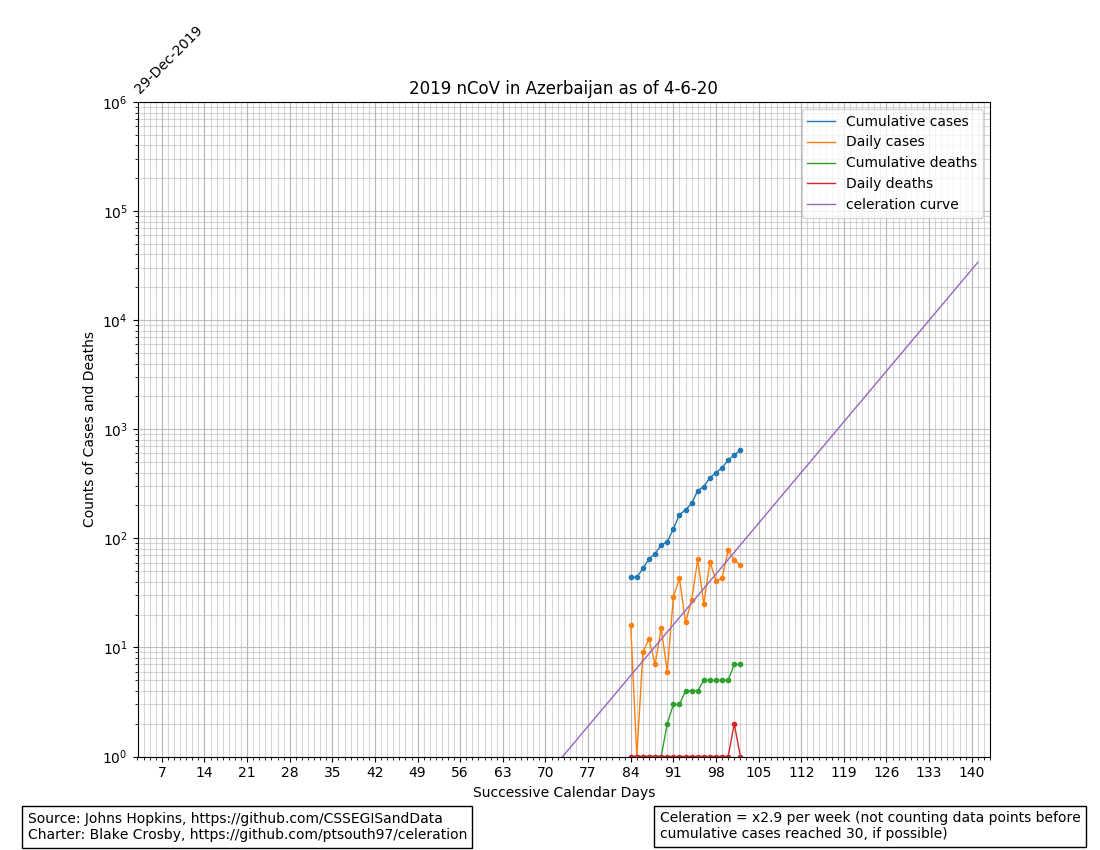 29-Dec-2019
2019 nCoV in Azerbaijan as of 4-6-20
Cumulative cases
Daily cases
Cumulative deaths
Daily deaths
celeration curve
Counts of Cases and Deaths
10^6
10^5
10^4
10^3
10^2
10^1
10^0
7 14 21 28 35 42 49 56 63 70 77 84 91 98 105 112 119 126 133 140
Successive Calendar Days
Source: Johns Hopkins, https://github.com/CSSEGISandData
Charter: Blake Crosby, https://github.com/ptsouth97/celeration
Celeration = x2.9 per week (not counting data points before
cumulative cases reached 30, if possible)